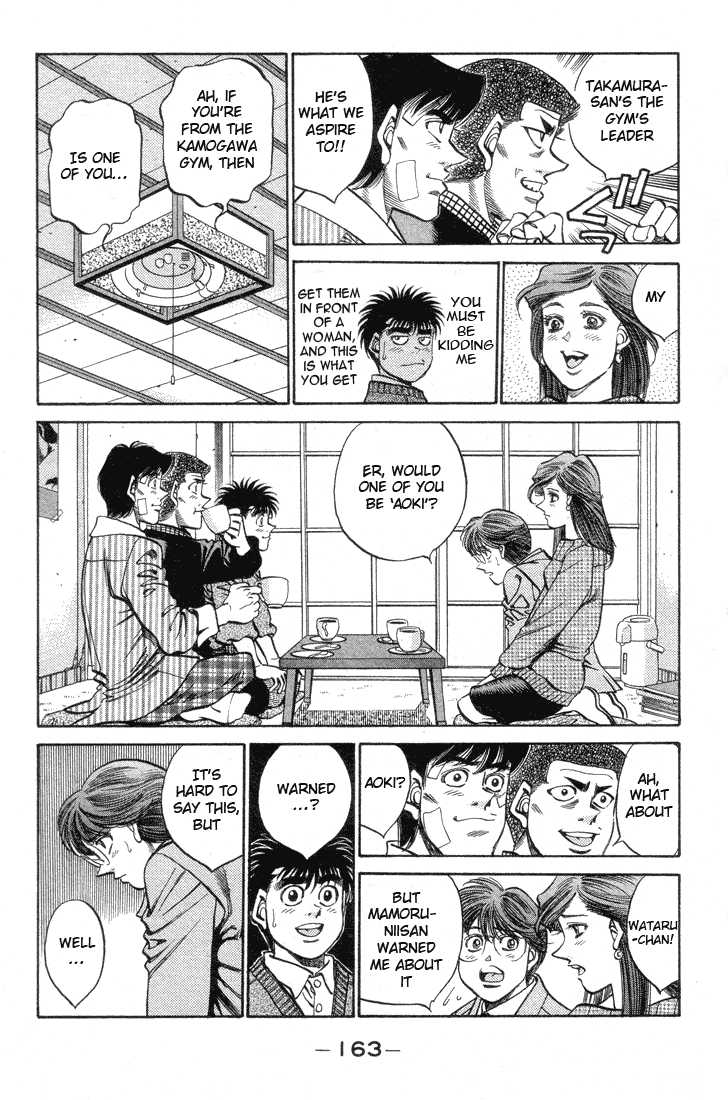 TAKAMURA-
SAN'S THE
GYM'S
LEADER
HE'S
WHAT WE
ASPIRE
TO!!
グッ
AH, IF
YOU'RE
FROM THE
KAMOGAWA
GYM, THEN
IS ONE
OF YOU...
MY
YOU
MUST
BE
KIDDING
ME
GET THEM
IN FRONT
OF A
WOMAN,
AND THIS
IS WHAT
YOU GET
ER, WOULD
ONE OF YOU
BE 'AOKI'?
AH,
WHAT
ABOUT
AOKI?
WATARU
-CHAN!
BUT
MAMORU-
NIISAN
WARNED
ME ABOUT
IT
WARNED
...?
IT'S
HARD TO
SAY THIS,
BUT
WELL
...
-163-